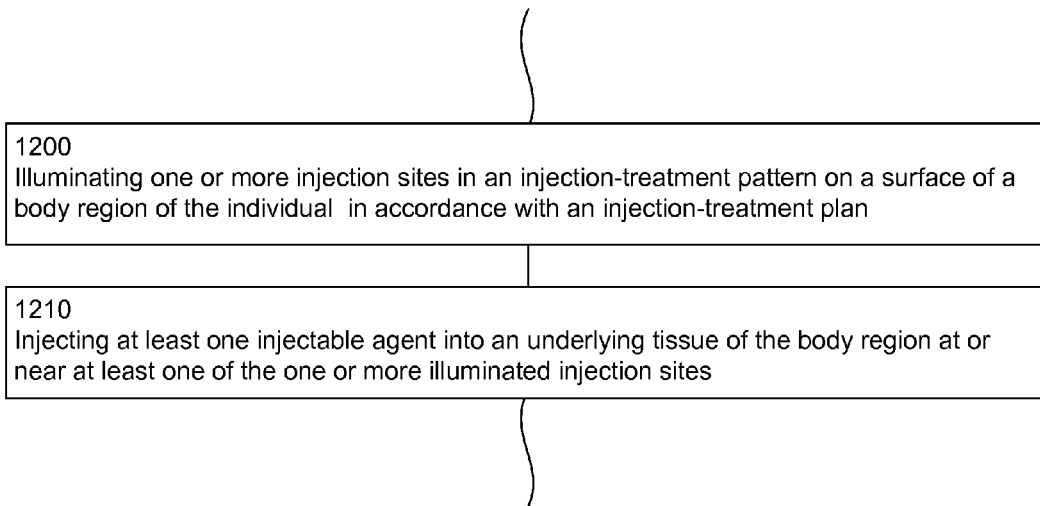 1200
Illuminating one or more injection sites in an injection-treatment pattern on a surface of a
body region of the individual  in accordance with an injection-treatment plan
1210
Injecting at least one injectable agent into an underlying tissue of the body region at or
near at least one of the one or more illuminated injection sites